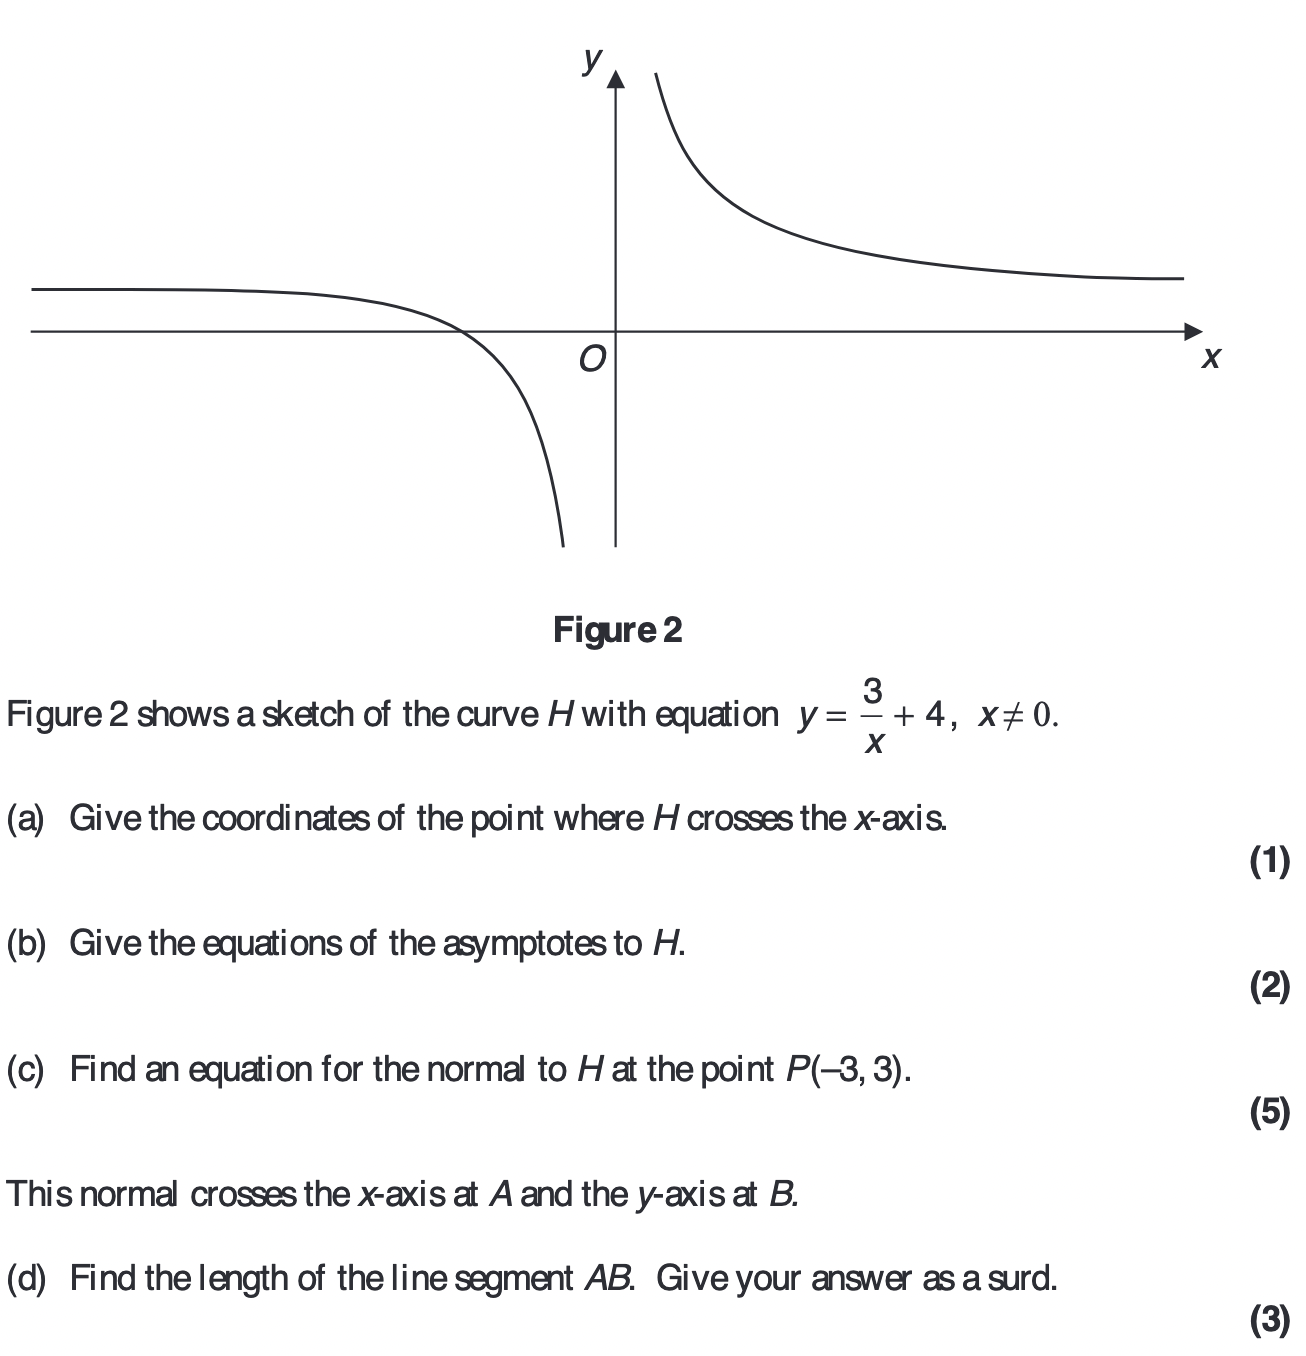 y
O
x
Figure 2
Figure 2 shows a sketch of the curve H with equation y = 3/x + 4, x ≠ 0.
(a) Give the coordinates of the point where H crosses the x-axis.
(1)
(b) Give the equations of the asymptotes to H.
(2)
(c) Find an equation for the normal to H at the point P(–3, 3).
(5)
This normal crosses the x-axis at A and the y-axis at B.
(d) Find the length of the line segment AB. Give your answer as a surd.
(3)